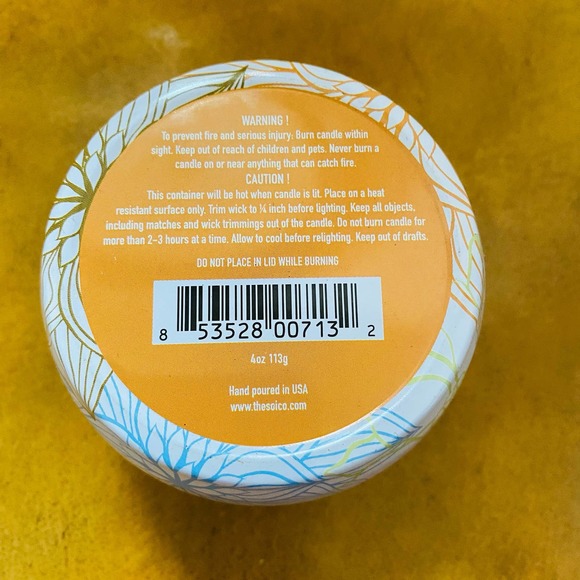 WARNING !
To prevent fire and serious injury: Burn candle within
sight. Keep out of reach of children and pets. Never burn a
candle on or near anything that can catch fire.
CAUTION !
This container will be hot when candle is lit. Place on a heat
resistant surface only. Trim wick to ¼ inch before lighting. Keep all objects,
including matches and wick trimmings out of the candle. Do not burn candle for
more than 2-3 hours at a time. Allow to cool before relighting. Keep out of drafts.
DO NOT PLACE IN LID WHILE BURNING
8 53528 00713 2
4oz 113g
Hand poured in USA
www.thesoico.com